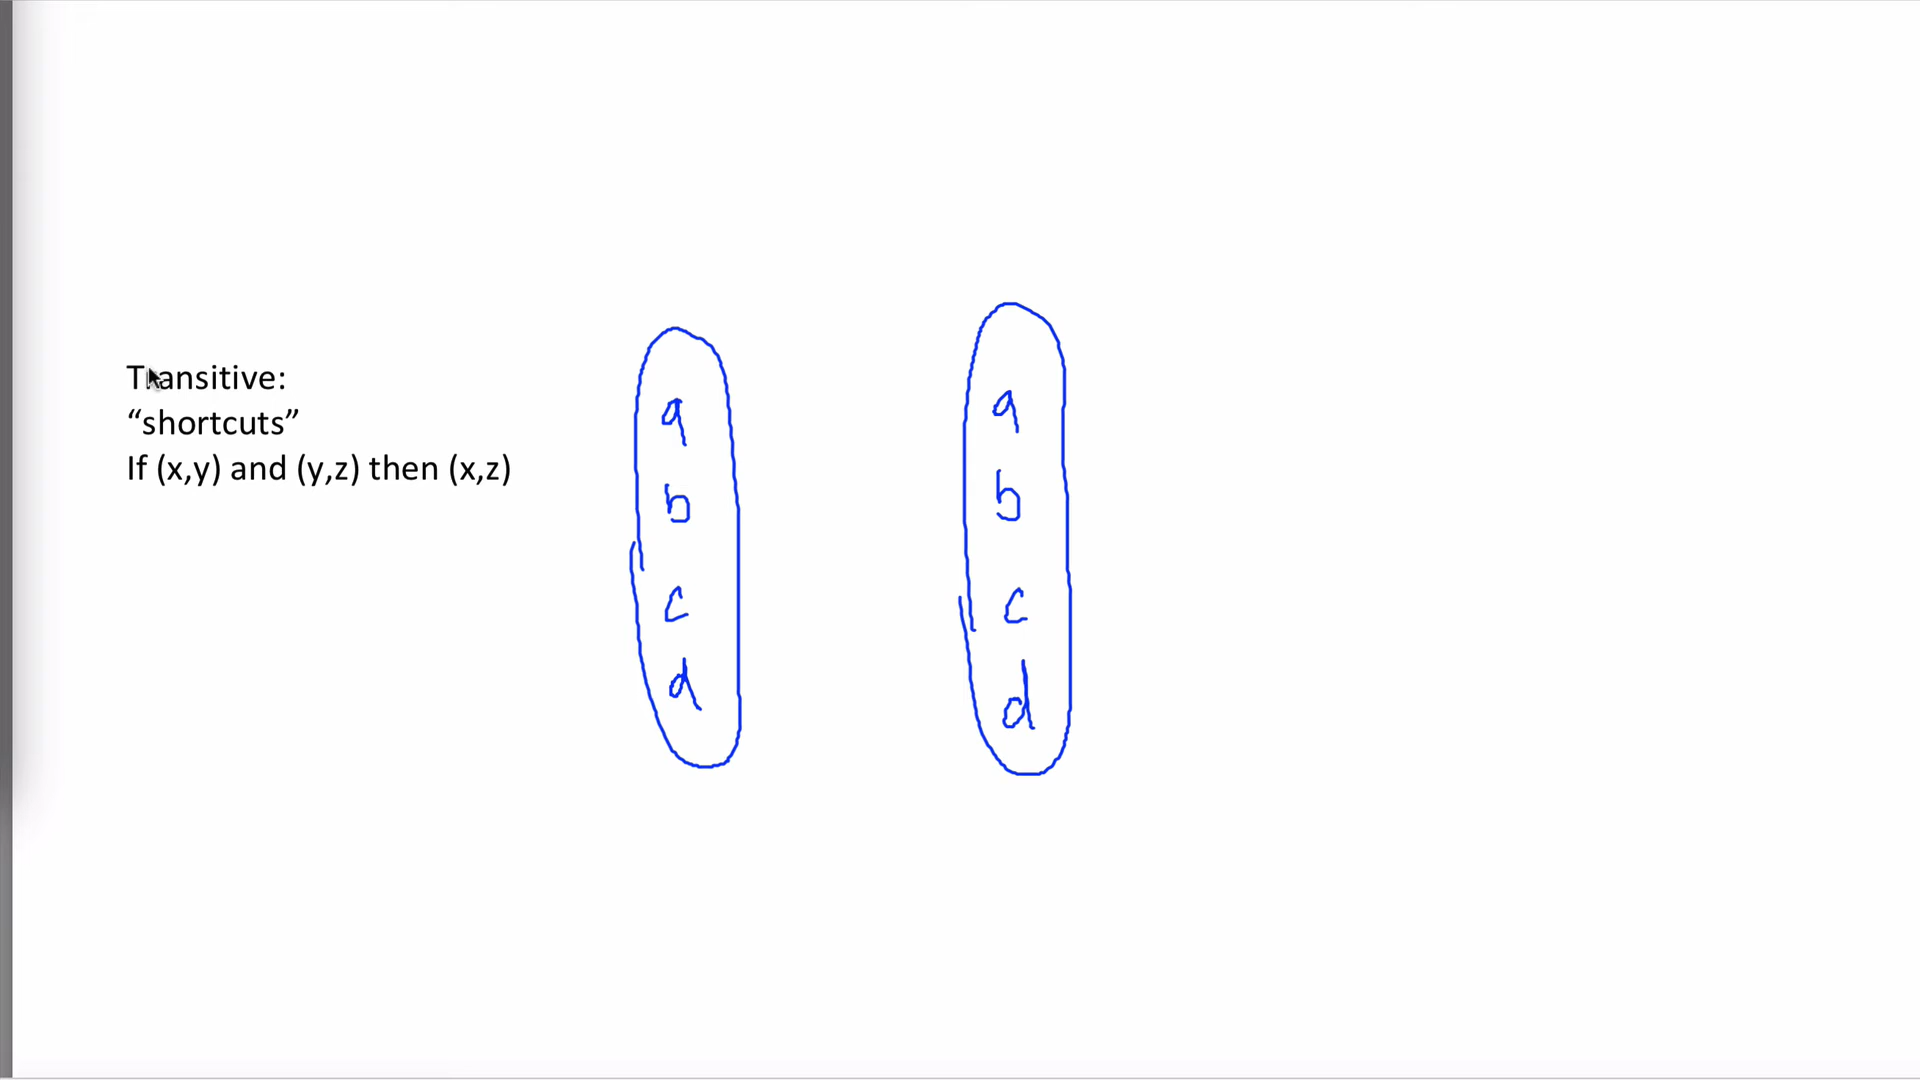 Transitive:
“shortcuts”
If (x,y) and (y,z) then (x,z)
a
b
c
d
a
b
c
d